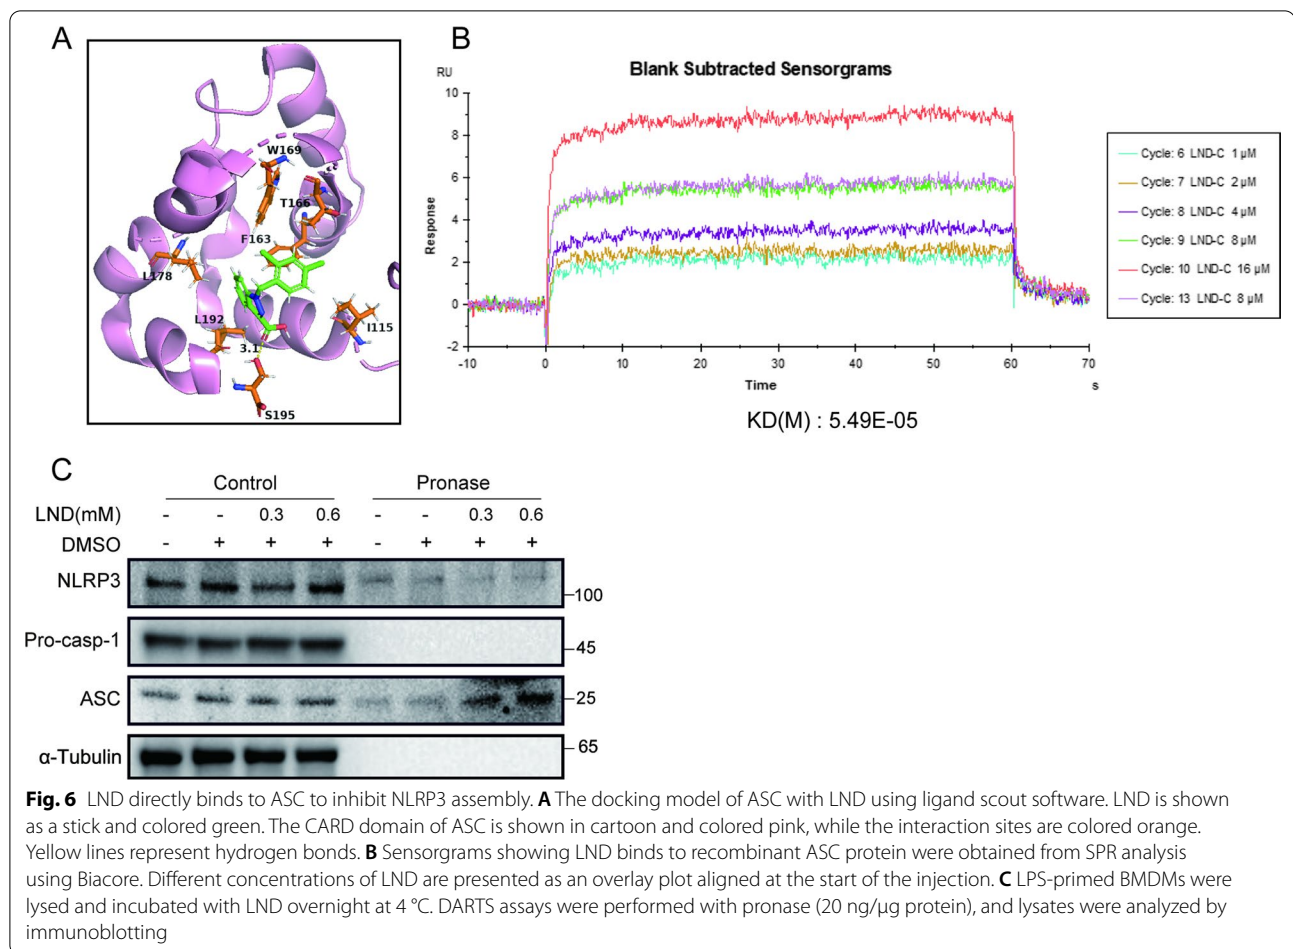 A
W169
T166
F163
L178
L192
I115
3.1
S195
B
Blank Subtracted Sensorgrams
RU
10
8
6
4
2
0
-2
Response
-10 0 10 20 30 40 50 60 70
Time s
Cycle: 6 LND-C 1 µM
Cycle: 7 LND-C 2 µM
Cycle: 8 LND-C 4 µM
Cycle: 9 LND-C 8 µM
Cycle: 10 LND-C 16 µM
Cycle: 13 LND-C 8 µM
KD(M) : 5.49E-05
C
Control Pronase
LND(mM) - - 0.3 0.6 - - 0.3 0.6
DMSO - + + + - + + +
NLRP3 100
Pro-casp-1 45
ASC 25
α-Tubulin 65
Fig. 6 LND directly binds to ASC to inhibit NLRP3 assembly. A The docking model of ASC with LND using ligand scout software. LND is shown
as a stick and colored green. The CARD domain of ASC is shown in cartoon and colored pink, while the interaction sites are colored orange.
Yellow lines represent hydrogen bonds. B Sensorgrams showing LND binds to recombinant ASC protein were obtained from SPR analysis
using Biacore. Different concentrations of LND are presented as an overlay plot aligned at the start of the injection. C LPS-primed BMDMs were
lysed and incubated with LND overnight at 4 °C. DARTS assays were performed with pronase (20 ng/µg protein), and lysates were analyzed by
immunoblotting